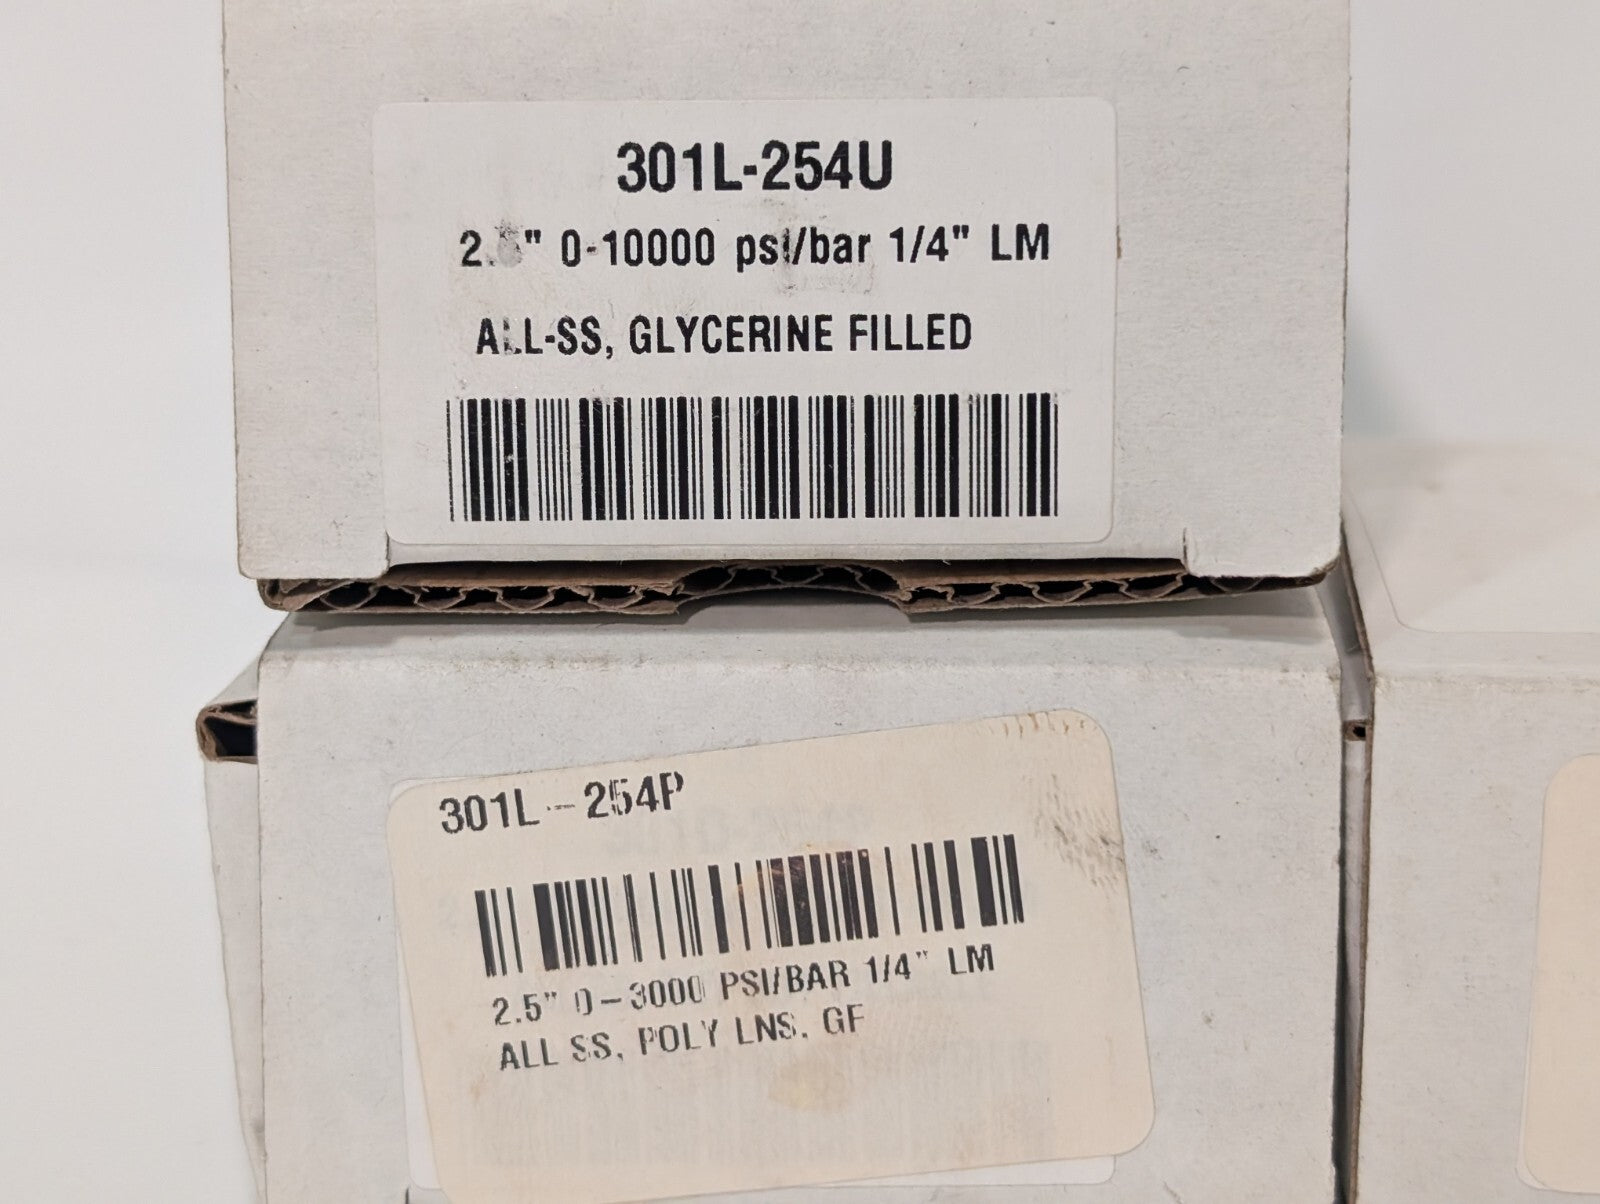 301L-254U
2.5" 0-10000 psi/bar 1/4" LM
ALL-SS, GLYCERINE FILLED
301L-254P
2.5" 0-3000 PSI/BAR 1/4" LM
ALL SS, POLY LNS, GF